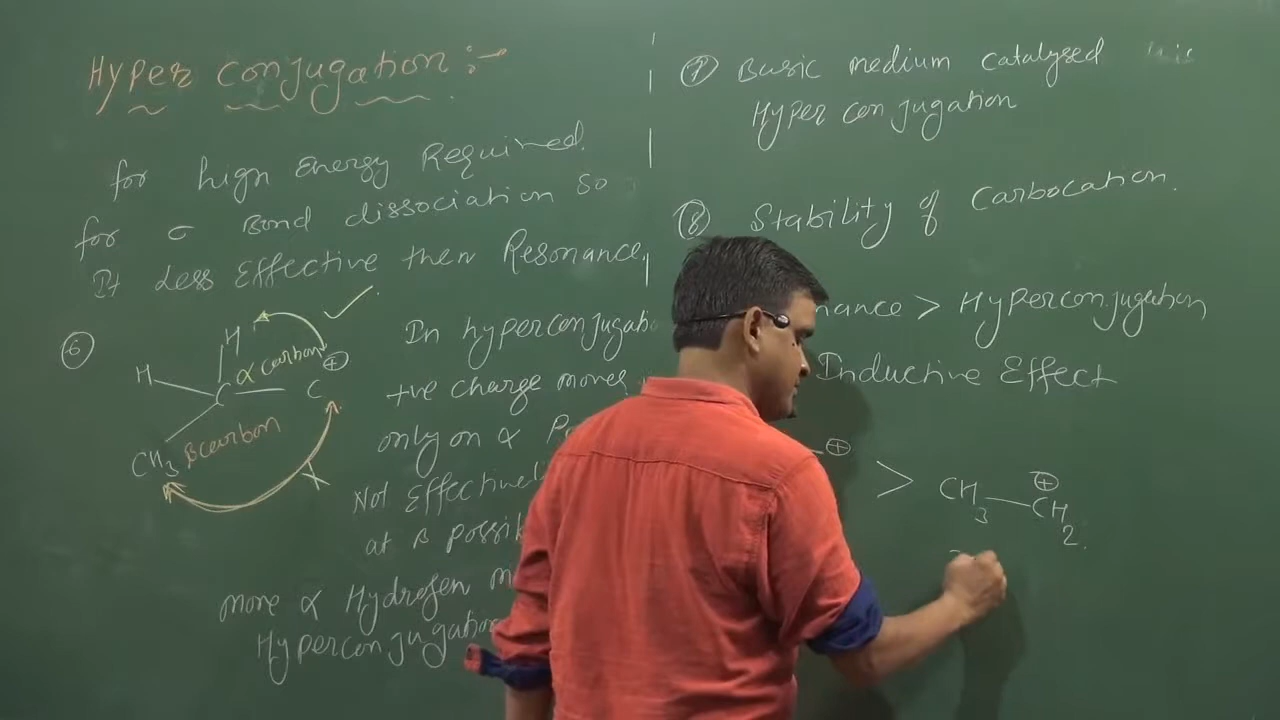 Hyper conjugation :→
for high Energy Required
for σ Bond dissociation so
It Less Effective then Resonance,
6
H
H
α carbon
C
C ⊕
CH3
β carbon
In hyperconjugatio
+ve charge moves
only on α
Not Effective
at β possib
more α Hydrogen m
Hyperconjugation
7 Basic medium catalysed
Hyper conjugation
8 Stability of Carbocation.
nance > Hyperconjugation
Inductive Effect
⊕ > CH3 — CH2 ⊕